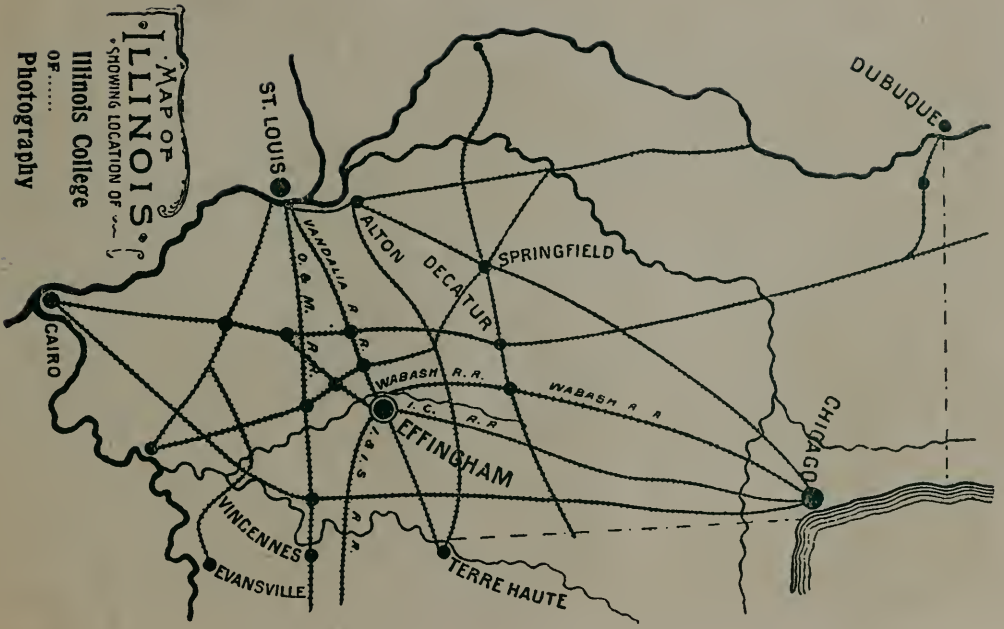 MAP OF
ILLINOIS
SHOWING LOCATION OF
Illinois College
OF......
Photography
DUBUQUE
ST. LOUIS
ALTON
SPRINGFIELD
DECATUR
VANDALIA R. R.
O. & M. R. R.
WABASH R. R.
WABASH R R
I. C. R. R
CHICAGO
EFFINGHAM
I. & I. S R. R.
CAIRO
VINCENNES
EVANSVILLE
TERRE HAUTE